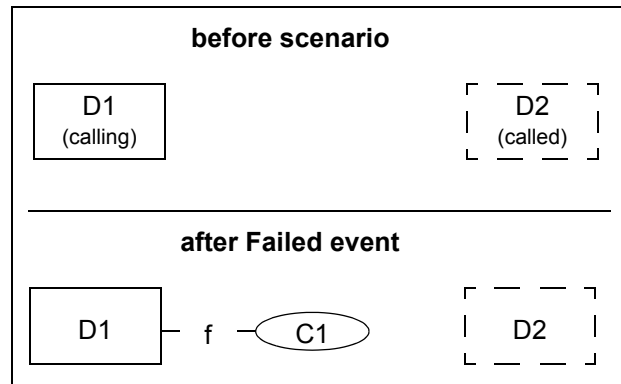 before scenario
D1 D2
(calling) (called)
after Failed event
D1 f C1 D2